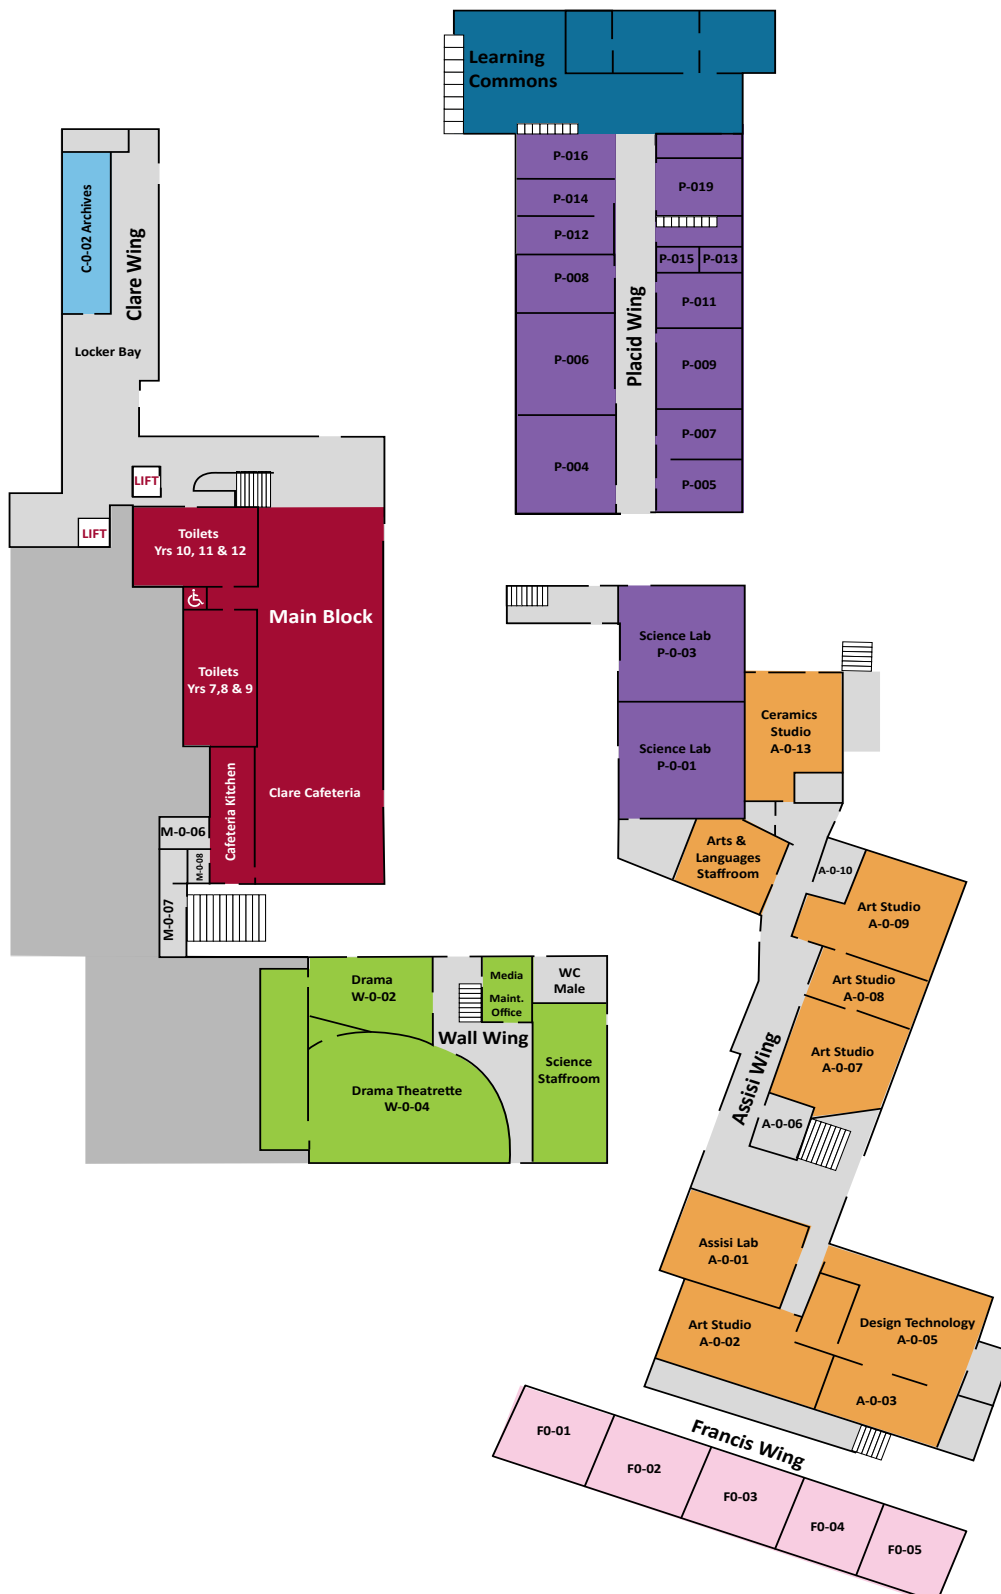 Learning
Commons
P-016
P-014
P-012
P-008
P-006
P-004
Placid Wing
P-019
P-015
P-013
P-011
P-009
P-007
P-005
C-0-02 Archives
Clare Wing
Locker Bay
LIFT
LIFT
Toilets
Yrs 10, 11 & 12
Main Block
Toilets
Yrs 7,8 & 9
Cafeteria Kitchen
Clare Cafeteria
M-0-06
M-0-08
M-0-07
Science Lab
P-0-03
Science Lab
P-0-01
Ceramics
Studio
A-0-13
Arts &
Languages
Staffroom
A-0-10
Art Studio
A-0-09
Art Studio
A-0-08
Art Studio
A-0-07
Assisi Wing
A-0-06
Drama
W-0-02
Media
Maint.
Office
WC
Male
Wall Wing
Science
Staffroom
Drama Theatrette
W-0-04
Assisi Lab
A-0-01
Art Studio
A-0-02
Design Technology
A-0-05
A-0-03
Francis Wing
F0-01
F0-02
F0-03
F0-04
F0-05